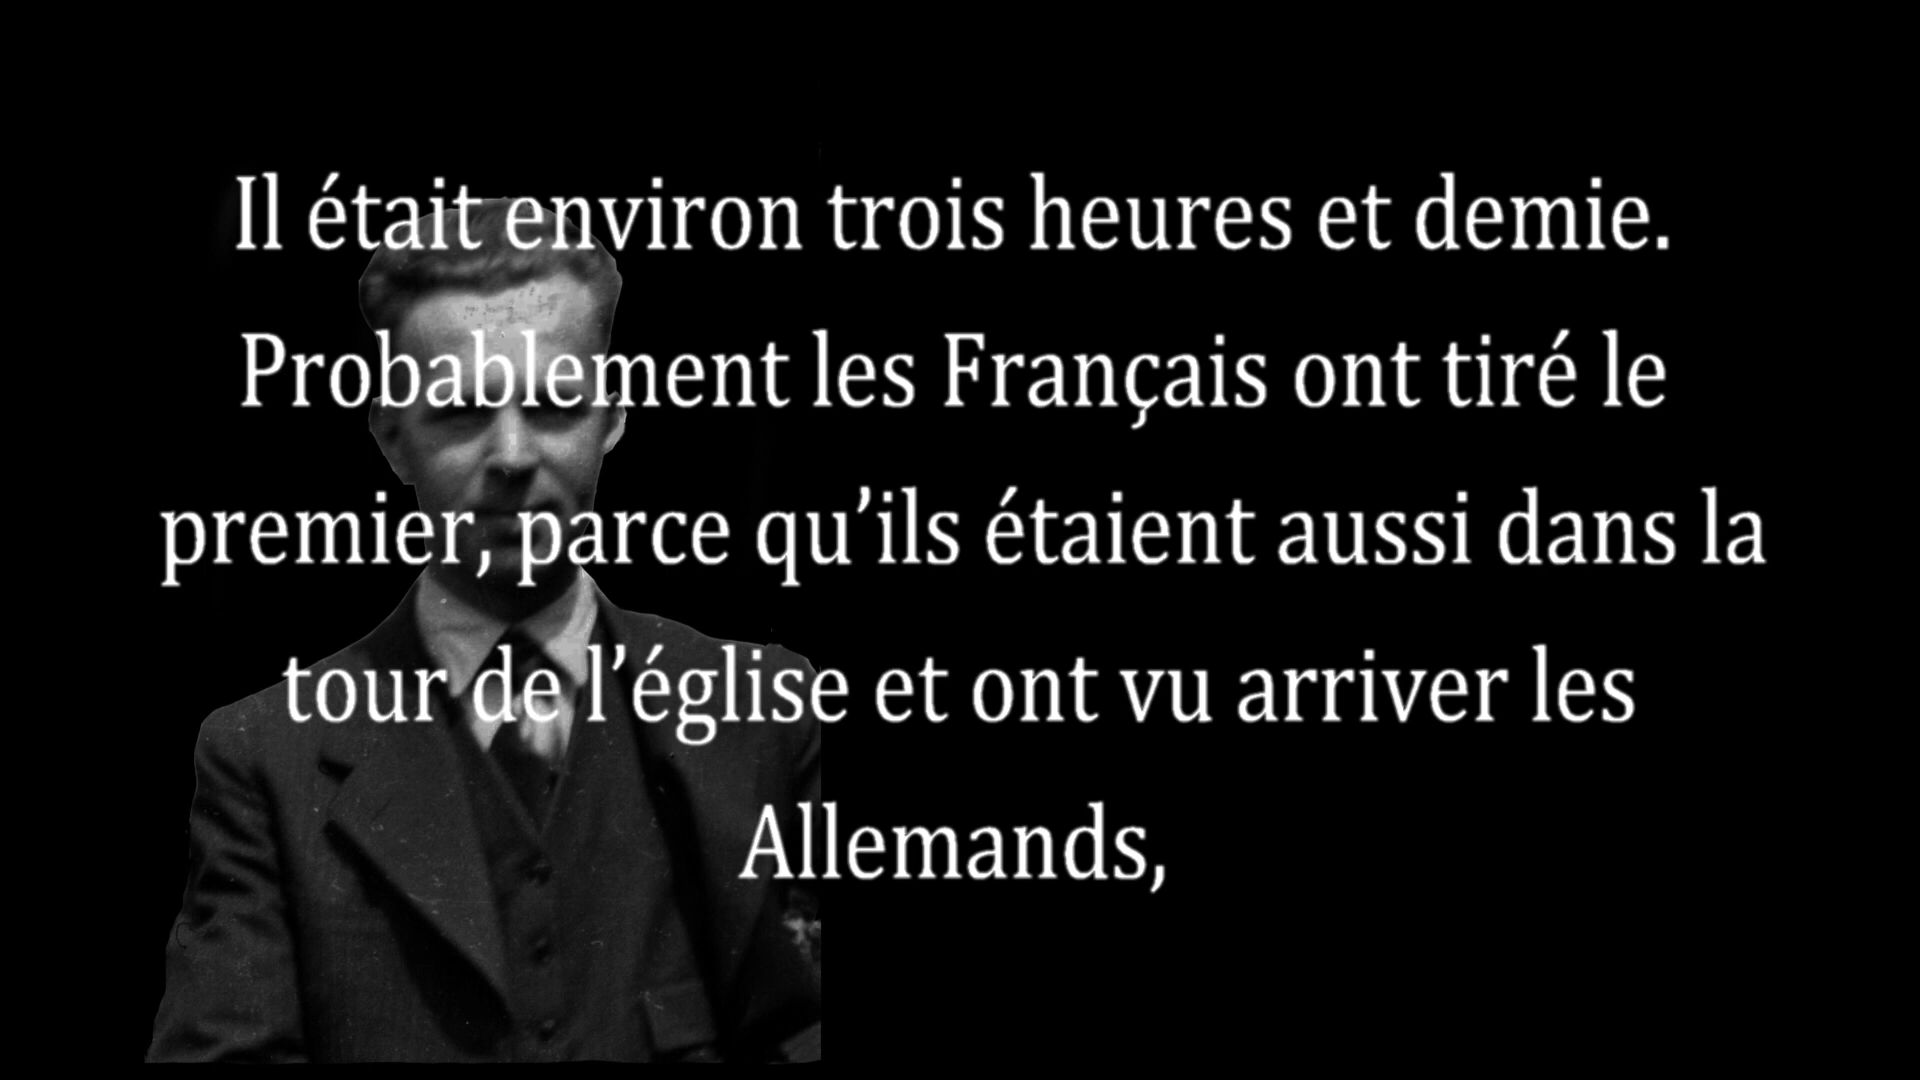 Il était environ trois heures et demie.
Probablement les Français ont tiré le
premier, parce qu’ils étaient aussi dans la
tour de l’église et ont vu arriver les
Allemands,